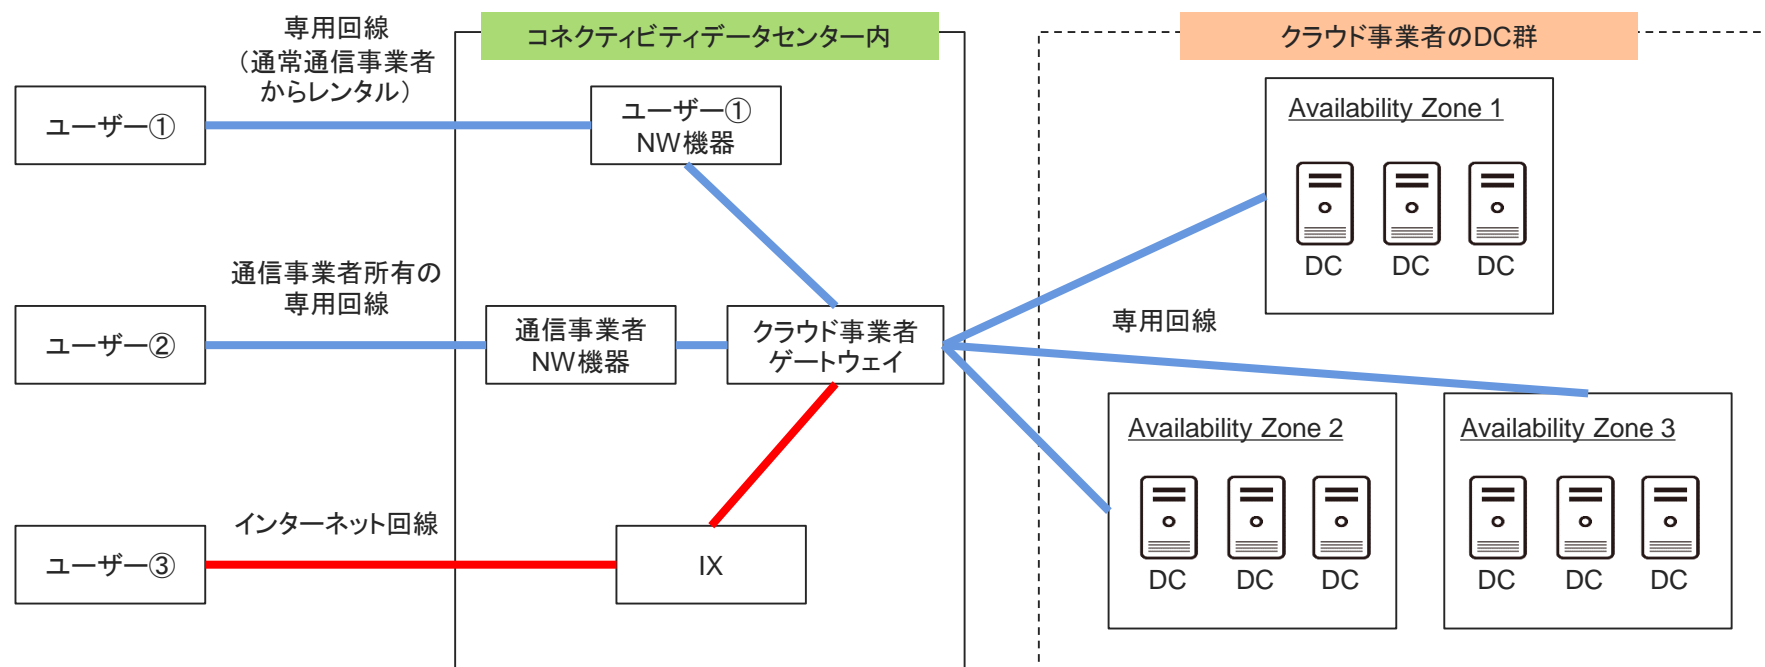 専用回線
（通常通信事業者
からレンタル）
コネクティビティデータセンター内
クラウド事業者のDC群
ユーザー①
ユーザー①
NW機器
Availability Zone 1
DC
DC
DC
通信事業者所有の
専用回線
ユーザー②
通信事業者
NW機器
クラウド事業者
ゲートウェイ
専用回線
Availability Zone 2
DC
DC
DC
Availability Zone 3
DC
DC
DC
インターネット回線
ユーザー③
IX